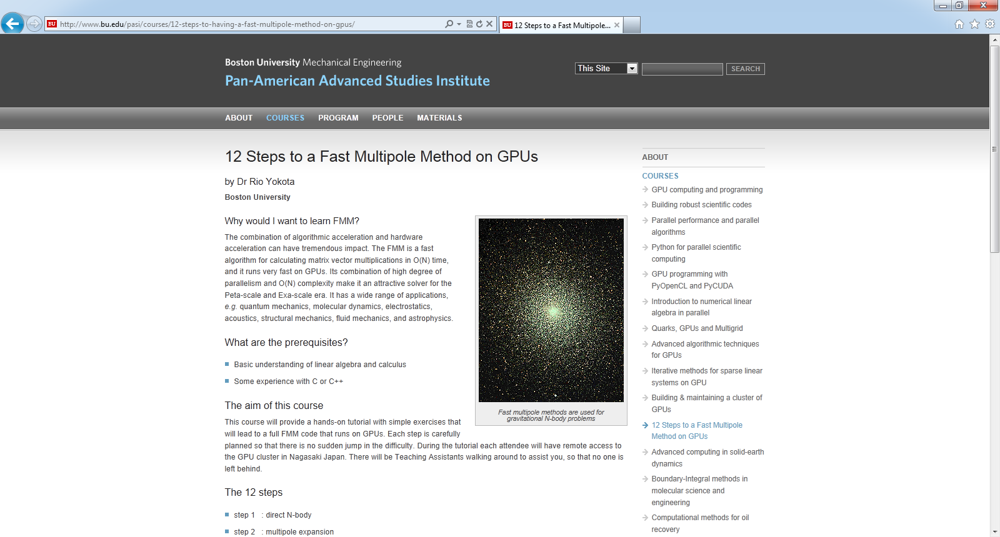 BU http://www.bu.edu/pasi/courses/12-steps-to-having-a-fast-multipole-method-on-gpus/
BU 12 Steps to a Fast Multipole...
Boston University Mechanical Engineering
Pan-American Advanced Studies Institute
This Site
SEARCH
ABOUT COURSES PROGRAM PEOPLE MATERIALS
12 Steps to a Fast Multipole Method on GPUs
by Dr Rio Yokota
Boston University
Why would I want to learn FMM?
The combination of algorithmic acceleration and hardware
acceleration can have tremendous impact. The FMM is a fast
algorithm for calculating matrix vector multiplications in O(N) time,
and it runs very fast on GPUs. Its combination of high degree of
parallelism and O(N) complexity make it an attractive solver for the
Peta-scale and Exa-scale era. It has a wide range of applications,
e.g. quantum mechanics, molecular dynamics, electrostatics,
acoustics, structural mechanics, fluid mechanics, and astrophysics.
Fast multipole methods are used for
gravitational N-body problems
What are the prerequisites?
Basic understanding of linear algebra and calculus
Some experience with C or C++
The aim of this course
This course will provide a hands-on tutorial with simple exercises that
will lead to a full FMM code that runs on GPUs. Each step is carefully
planned so that there is no sudden jump in the difficulty. During the tutorial each attendee will have remote access to
the GPU cluster in Nagasaki Japan. There will be Teaching Assistants walking around to assist you, so that no one is
left behind.
The 12 steps
step 1 : direct N-body
step 2 : multipole expansion
ABOUT
COURSES
GPU computing and programming
Building robust scientific codes
Parallel performance and parallel
algorithms
Python for parallel scientific
computing
GPU programming with
PyOpenCL and PyCUDA
Introduction to numerical linear
algebra in parallel
Quarks, GPUs and Multigrid
Advanced algorithmic techniques
for GPUs
Iterative methods for sparse linear
systems on GPU
Building & maintaining a cluster of
GPUs
12 Steps to a Fast Multipole
Method on GPUs
Advanced computing in solid-earth
dynamics
Boundary-Integral methods in
molecular science and
engineering
Computational methods for oil
recovery